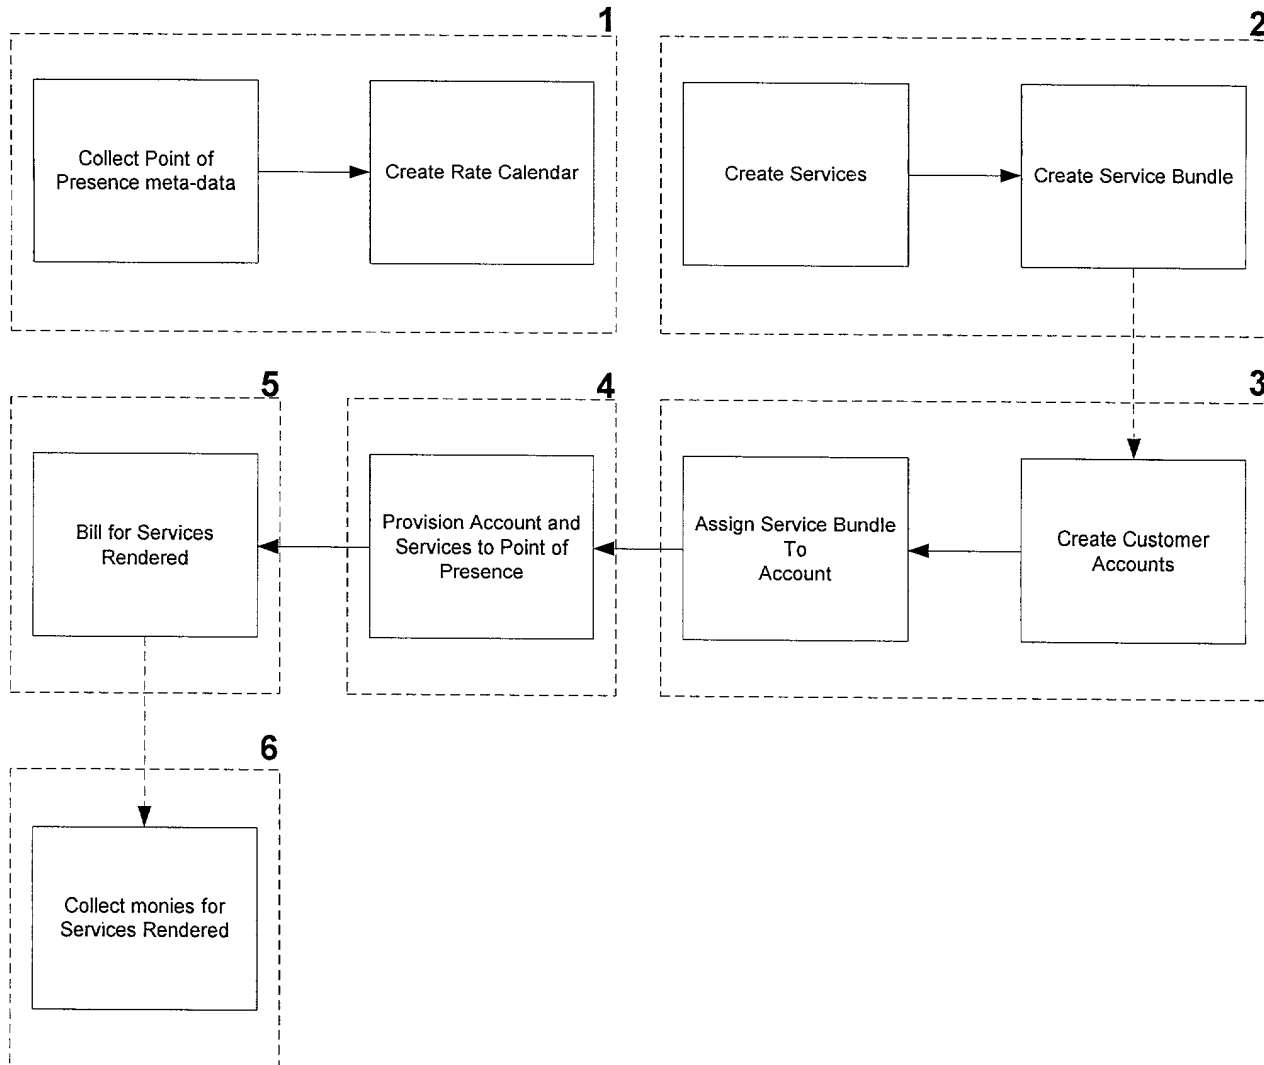 1
2
Collect Point of
Presence meta-data
Create Rate Calendar
Create Services
Create Service Bundle
5
4
3
Bill for Services
Rendered
Provision Account and
Services to Point of
Presence
Assign Service Bundle
To
Account
Create Customer
Accounts
6
Collect monies for
Services Rendered